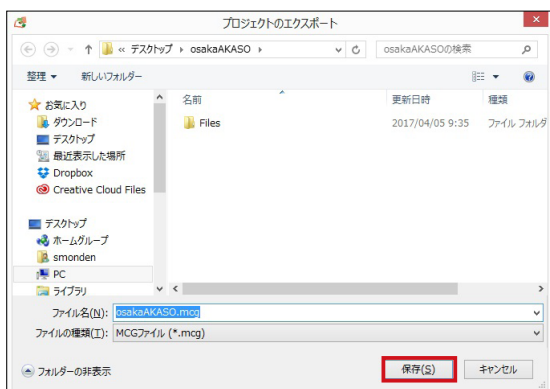 プロジェクトのエクスポート
« デスクトップ ▸ osakaAKASO ▸
osakaAKASOの検索
整理 ▼ 新しいフォルダー
お気に入り
ダウンロード
デスクトップ
最近表示した場所
Dropbox
Creative Cloud Files
デスクトップ
ホームグループ
smonden
PC
ライブラリ
名前 更新日時 種類
Files 2017/04/05 9:35 ファイル フォルダ
ファイル名(N): osakaAKASO.mcg
ファイルの種類(T): MCGファイル (*.mcg)
フォルダーの非表示 保存(S) キャンセル